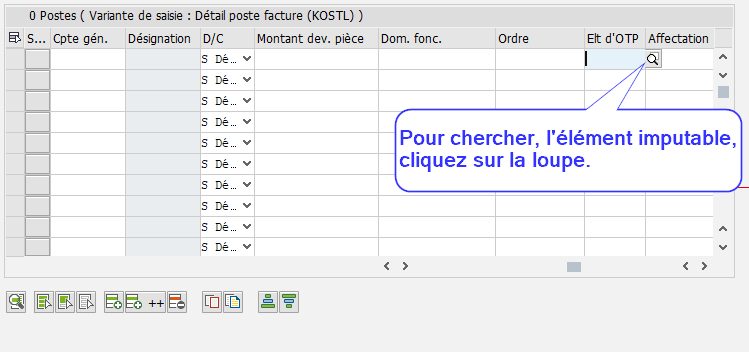 0 Postes ( Variante de saisie : Détail poste facture (KOSTL) )
S... Cpte gén. Désignation D/C Montant dev. pièce Dom. fonc. Ordre Elt d'OTP Affectation
S Dé...
S Dé...
S Dé...
S Dé...
Pour chercher, l'élément imputable,
cliquez sur la loupe.
S Dé...
S Dé...
S Dé...
S Dé...
S Dé...
S Dé...
++